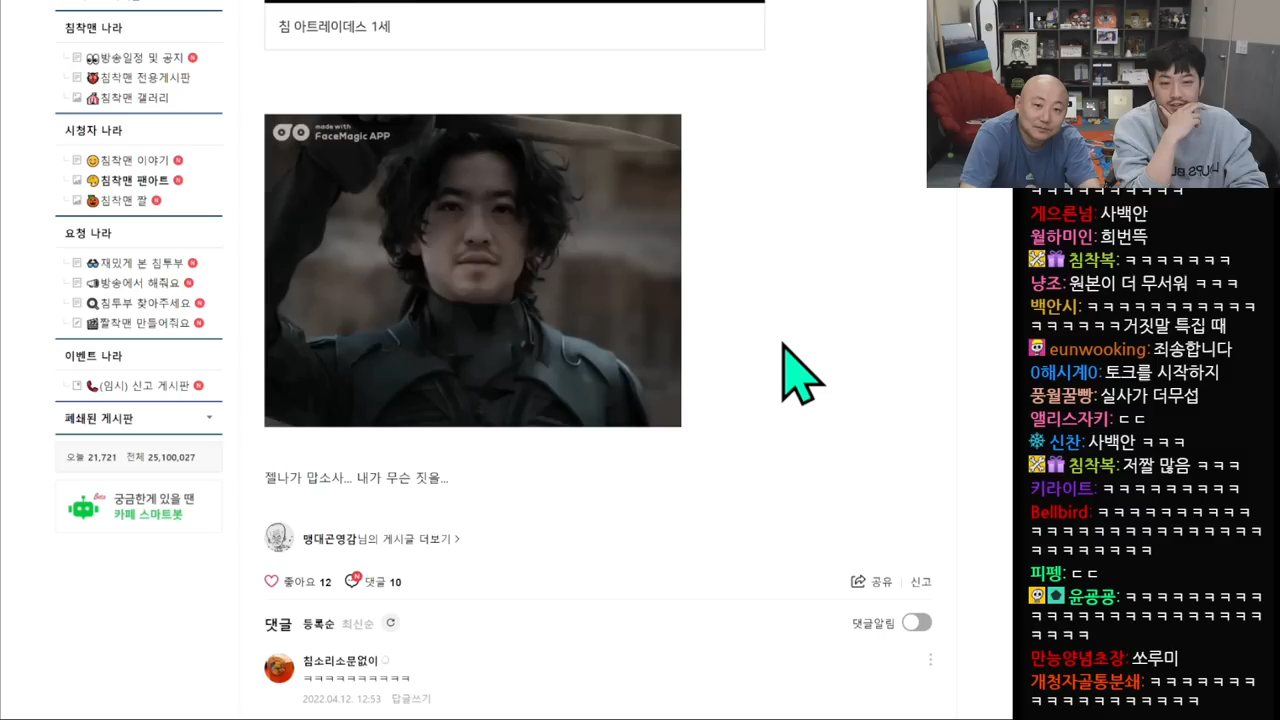 침착맨 나라
👀방송일정 및 공지 N
침착맨 전용게시판
침착맨 갤러리
시청자 나라
침착맨 이야기 N
침착맨 팬아트 N
침착맨 짤 N
요청 나라
재밌게 본 침투부 N
방송에서 해줘요 N
침투부 찾아주세요 N
짤착맨 만들어줘요 N
이벤트 나라
(임시) 신고 게시판 N
폐쇄된 게시판
오늘 21,721 전체 25,100,027
Beta
궁금한게 있을 땐
카페 스마트봇
침 아트레이데스 1세
made with
FaceMagic APP
젤나가 맙소사... 내가 무슨 짓을...
맹대곤영감님의 게시글 더보기 >
좋아요 12 N 댓글 10
공유 신고
댓글 등록순 최신순
댓글알림
침소리소문없이
ㅋㅋㅋㅋㅋㅋㅋㅋㅋㅋ
2022.04.12. 12:53 답글쓰기
ㅋㅋㅋㅋㅋㅋㅋㅋㅋㅋ
게으른넘: 사백안
월하미인: 희번뜩
침착복: ㅋㅋㅋㅋㅋㅋㅋ
냥조: 원본이 더 무서워 ㅋㅋㅋ
백안시: ㅋㅋㅋㅋㅋㅋㅋㅋㅋㅋㅋ
ㅋㅋㅋㅋㅋㅋ거짓말 특집 때
eunwooking: 죄송합니다
0해시계0: 토크를 시작하지
풍월꿀빵: 실사가 더무섭
앨리스자키: ㄷㄷ
신찬: 사백안 ㅋㅋㅋ
침착복: 저짤 많음 ㅋㅋㅋ
키라이트: ㅋㅋㅋㅋㅋㅋㅋㅋㅋ
Bellbird: ㅋㅋㅋㅋㅋㅋㅋㅋㅋㅋ
ㅋㅋㅋㅋㅋㅋㅋㅋㅋㅋㅋㅋㅋㅋㅋ
ㅋㅋㅋㅋㅋㅋㅋㅋ
피펭: ㄷㄷ
윤굥굥: ㅋㅋㅋㅋㅋㅋㅋㅋㅋ
ㅋㅋㅋㅋㅋㅋㅋㅋㅋㅋㅋㅋㅋㅋㅋ
ㅋㅋㅋㅋ
만능양념초장: 쏘루미
개청자골통분쇄: ㅋㅋㅋㅋㅋㅋㅋ
ㅋㅋㅋㅋㅋㅋㅋㅋㅋㅋㅋ